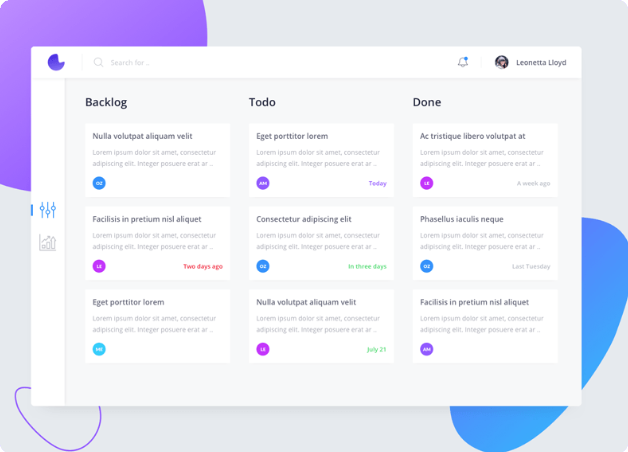 Search for ..
Leonetta Lloyd
Backlog
Nulla volutpat aliquam velit
Lorem ipsum dolor sit amet, consectetur
adipiscing elit. Integer posuere erat ar ..
OZ
Facilisis in pretium nisl aliquet
Lorem ipsum dolor sit amet, consectetur
adipiscing elit. Integer posuere erat ar ..
LE
Two days ago
Eget porttitor lorem
Lorem ipsum dolor sit amet, consectetur
adipiscing elit. Integer posuere erat ar ..
Todo
Eget porttitor lorem
Lorem ipsum dolor sit amet, consectetur
adipiscing elit. Integer posuere erat ar ..
AM
Today
Consectetur adipiscing elit
Lorem ipsum dolor sit amet, consectetur
adipiscing elit. Integer posuere erat ar ..
OZ
In three days
Nulla volutpat aliquam velit
Lorem ipsum dolor sit amet, consectetur
adipiscing elit. Integer posuere erat ar ..
LE
July 21
Done
Ac tristique libero volutpat at
Lorem ipsum dolor sit amet, consectetur
adipiscing elit. Integer posuere erat ar ..
LE
A week ago
Phasellus iaculis neque
Lorem ipsum dolor sit amet, consectetur
adipiscing elit. Integer posuere erat ar ..
OZ
Last Tuesday
Facilisis in pretium nisl aliquet
Lorem ipsum dolor sit amet, consectetur
adipiscing elit. Integer posuere erat ar ..
AM